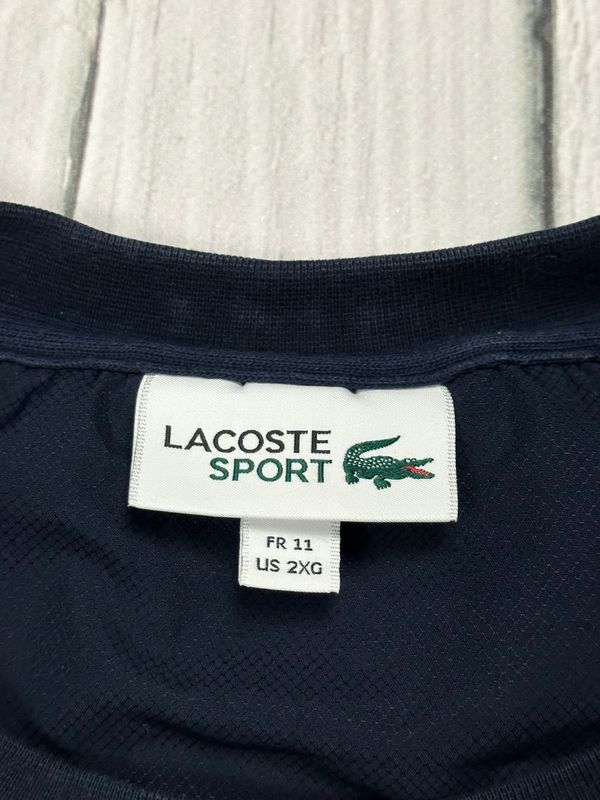 LACOSTE
SPORT
FR 11
US 2XG